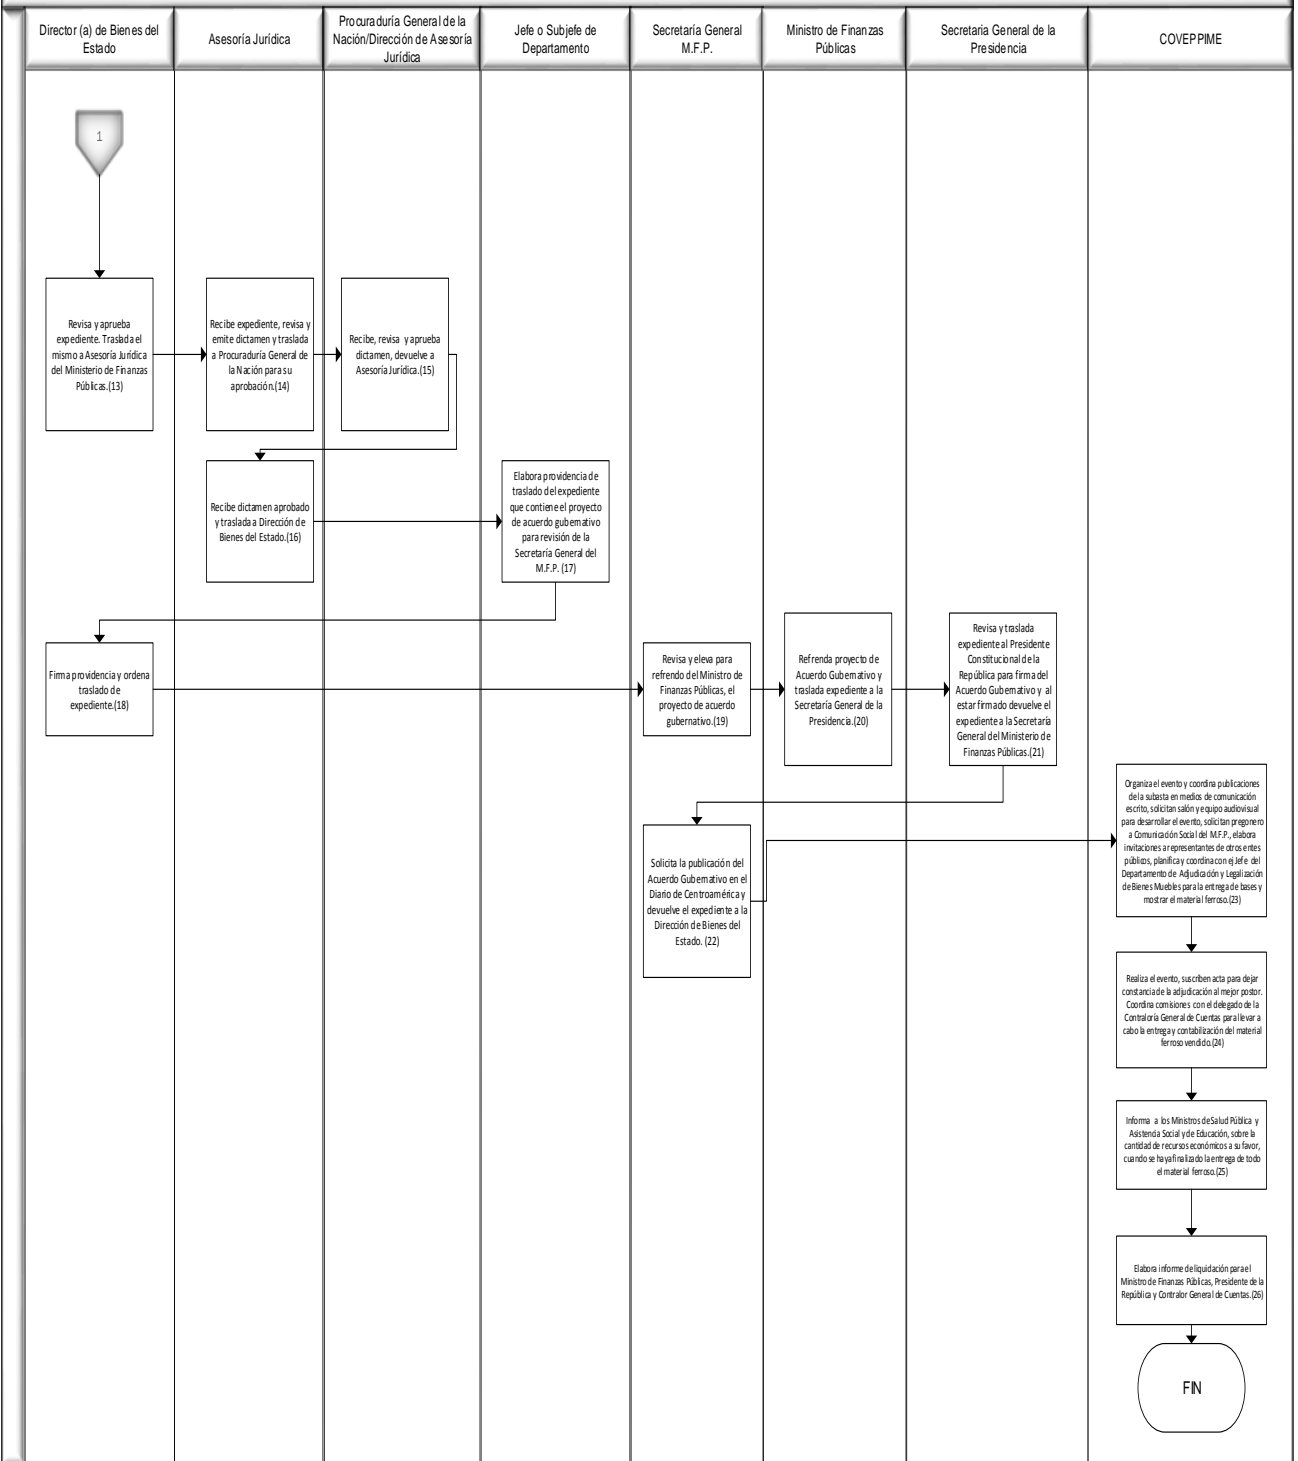 Director (a) de Bienes del
Estado
Asesoría Jurídica
Procuraduría General de la
Nación/Dirección de Asesoría
Jurídica
Jefe o Subjefe de
Departamento
Secretaría General
M.F.P.
Ministro de Finanzas
Públicas
Secretaria General de la
Presidencia
COVEPPIME
1
Revisa y aprueba
expediente. Traslada el
mismo a Asesoría Jurídica
del Ministerio de Finanzas
Públicas.(13)
Recibe expediente, revisa y
emite dictamen y traslada
a Procuraduría General de
la Nación para su
aprobación.(14)
Recibe, revisa y aprueba
dictamen, devuelve a
Asesoría Jurídica.(15)
Recibe dictamen aprobado
y traslada a Dirección de
Bienes del Estado.(16)
Elabora providencia de
traslado del expediente
que contiene el proyecto
de acuerdo gubernativo
para revisión de la
Secretaría General del
M.F.P. (17)
Firma providencia y ordena
traslado de
expediente.(18)
Revisa y eleva para
refrendo del Ministro de
Finanzas Públicas, el
proyecto de acuerdo
gubernativo.(19)
Refrenda proyecto de
Acuerdo Gubernativo y
traslada expediente a la
Secretaría General de la
Presidencia.(20)
Revisa y traslada
expediente al Presidente
Constitucional de la
República para firma del
Acuerdo Gubernativo y al
estar firmado devuelve el
expediente a la Secretaría
General del Ministerio de
Finanzas Públicas.(21)
Solicita la publicación del
Acuerdo Gubernativo en el
Diario de Centroamérica y
devuelve el expediente a la
Dirección de Bienes del
Estado. (22)
Organiza el evento y coordina publicaciones
de la subasta en medios de comunicación
escrito, solicitan salón y equipo audiovisual
para desarrollar el evento, solicitan pregonero
a Comunicación Social del M.F.P., elabora
invitaciones a representantes de otros entes
públicos, planifica y coordina con ej Jefe del
Departamento de Adjudicación y Legalización
de Bienes Muebles para la entrega de bases y
mostrar el material ferroso.(23)
Realiza el evento, suscriben acta para dejar
constancia de la adjudicación al mejor postor.
Coordina comisiones con el delegado de la
Contraloría General de Cuentas para llevar a
cabo la entrega y contabilización del material
ferroso vendido.(24)
Informa a los Ministros de Salud Pública y
Asistencia Social y de Educación, sobre la
cantidad de recursos económicos a su favor,
cuando se haya finalizado la entrega de todo
el material ferroso.(25)
Elabora informe de liquidación para el
Ministro de Finanzas Públicas, Presidente de la
República y Contralor General de Cuentas.(26)
FIN